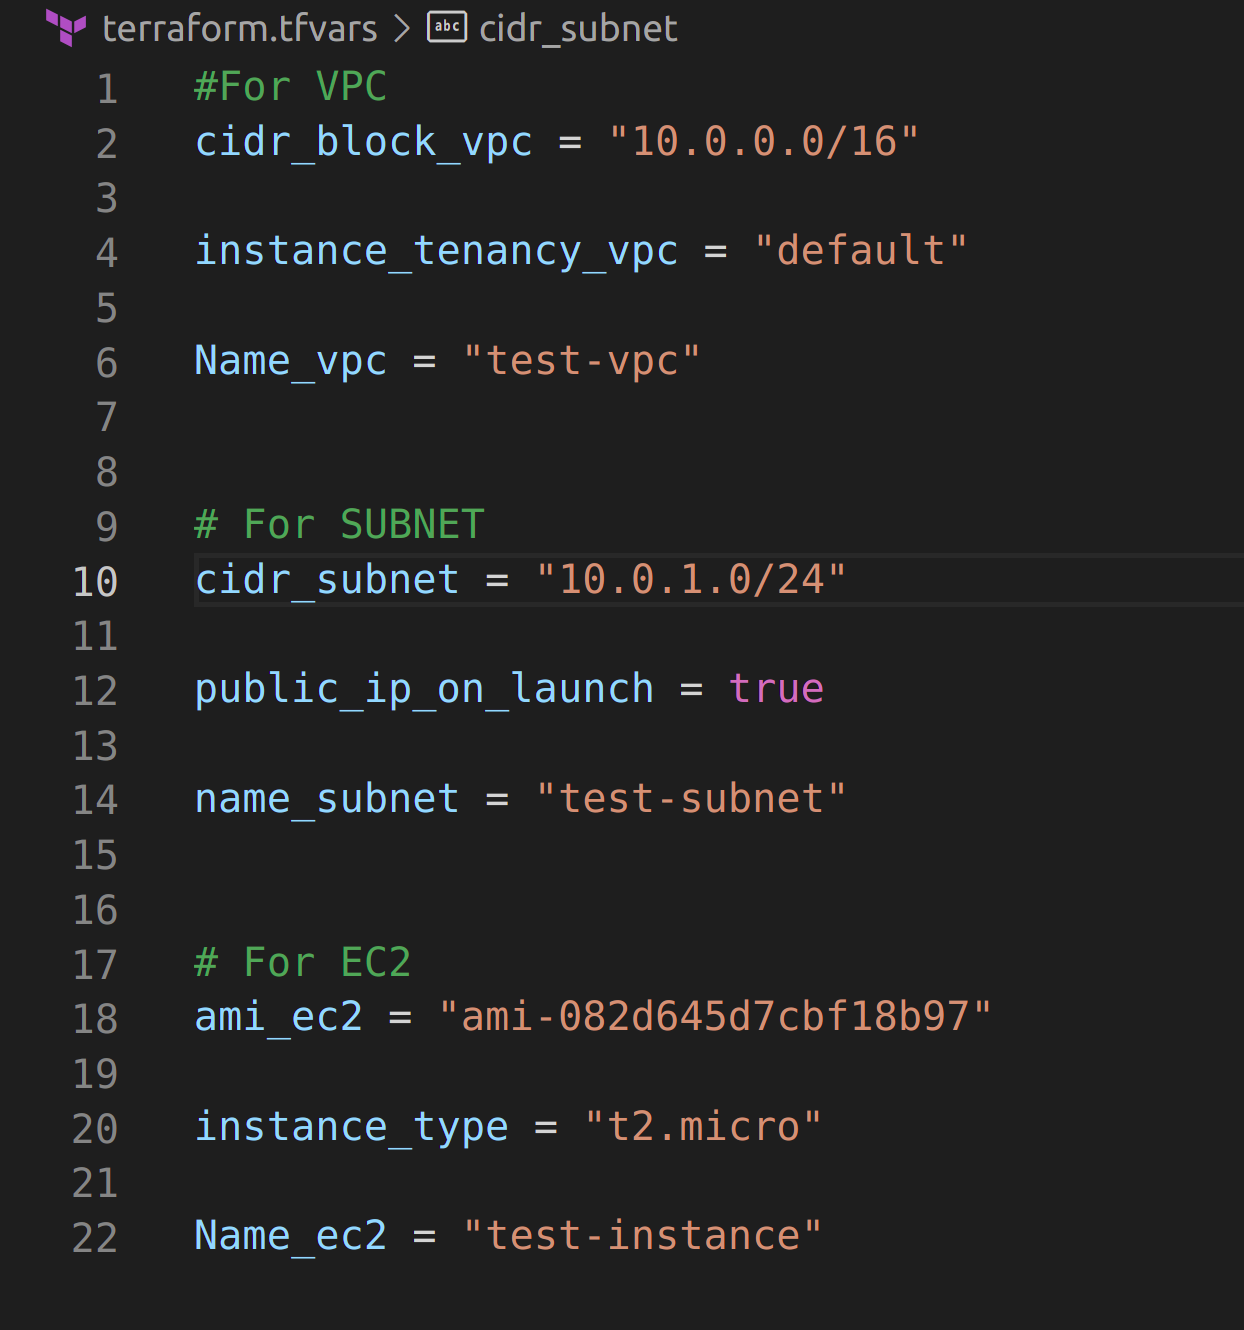 terraform.tfvars > abc cidr_subnet
1 #For VPC
2 cidr_block_vpc = "10.0.0.0/16"
3
4 instance_tenancy_vpc = "default"
5
6 Name_vpc = "test-vpc"
7
8
9 # For SUBNET
10 cidr_subnet = "10.0.1.0/24"
11
12 public_ip_on_launch = true
13
14 name_subnet = "test-subnet"
15
16
17 # For EC2
18 ami_ec2 = "ami-082d645d7cbf18b97"
19
20 instance_type = "t2.micro"
21
22 Name_ec2 = "test-instance"